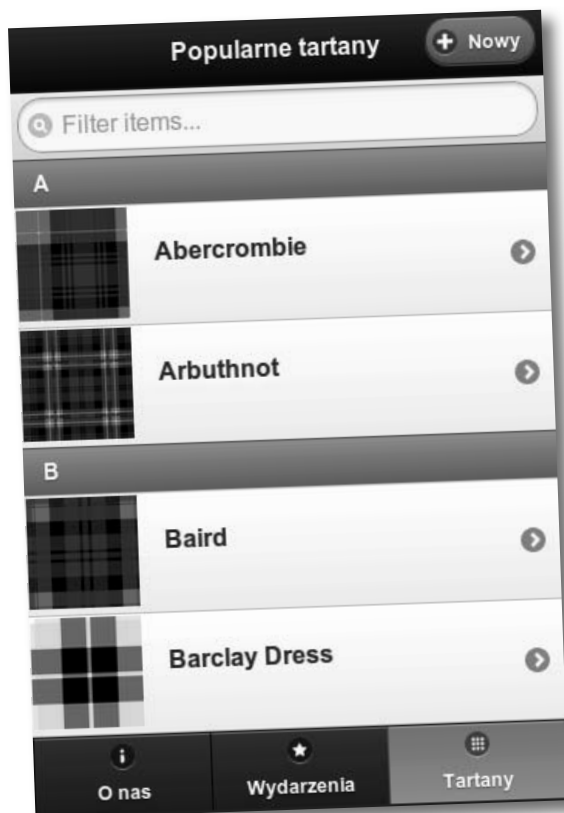 Popularne tartany
Nowy
Filter items...
A
Abercrombie
Arbuthnot
B
Baird
Barclay Dress
O nas
Wydarzenia
Tartany